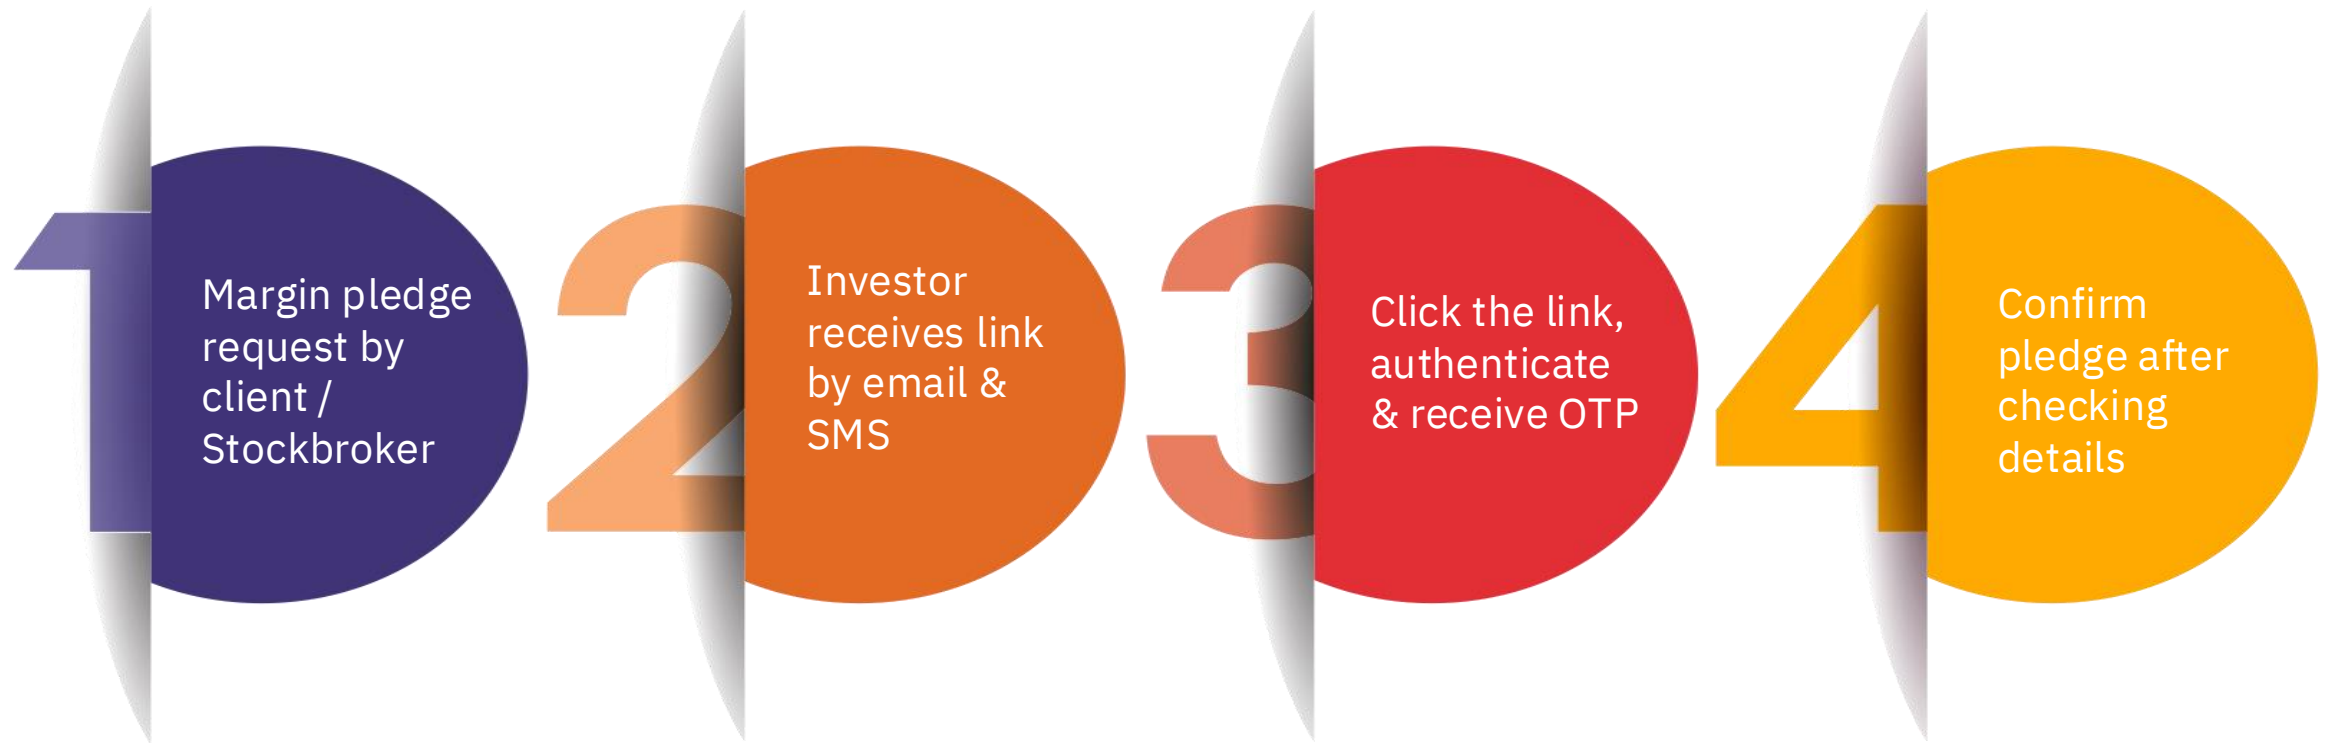 1
Margin pledge
request by
client /
Stockbroker
2
Investor
receives link
by email &
SMS
3
Click the link,
authenticate
& receive OTP
4
Confirm
pledge after
checking
details